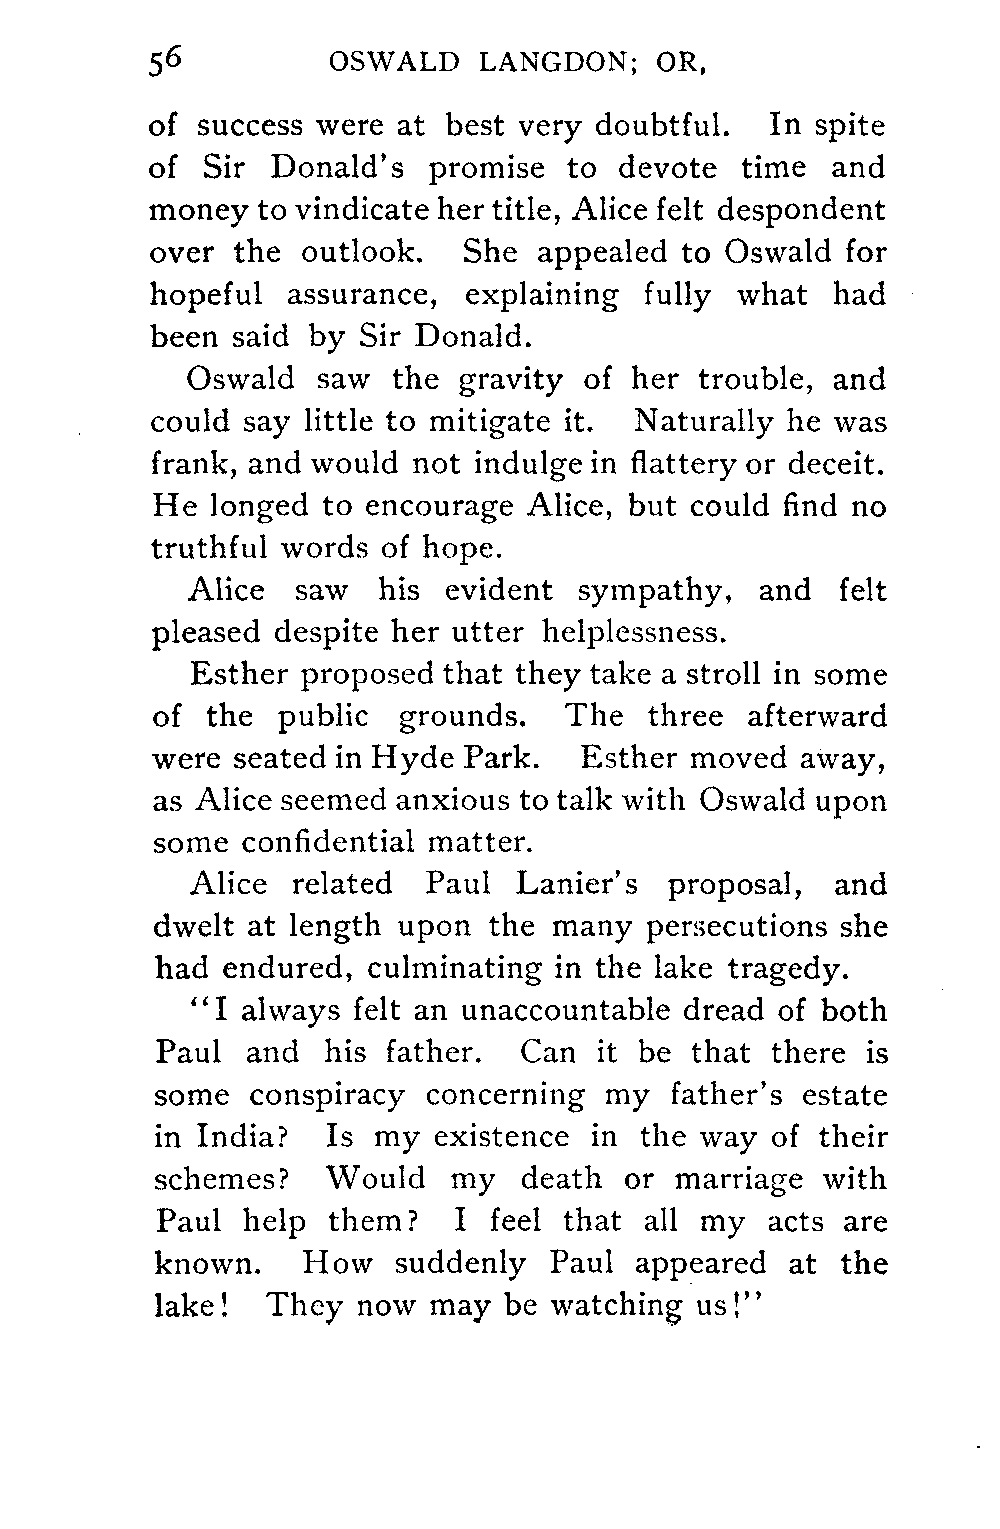 56 OSWALD LANGDON; OR,
of success were at best very doubtful. In spite
of Sir Donald's promise to devote time and
money to vindicate her title, Alice felt despondent
over the outlook. She appealed to Oswald for
hopeful assurance, explaining fully what had
been said by Sir Donald.
Oswald saw the gravity of her trouble, and
could say little to mitigate it. Naturally he was
frank, and would not indulge in flattery or deceit.
He longed to encourage Alice, but could find no
truthful words of hope.
Alice saw his evident sympathy, and felt
pleased despite her utter helplessness.
Esther proposed that they take a stroll in some
of the public grounds. The three afterward
were seated in Hyde Park. Esther moved away,
as Alice seemed anxious to talk with Oswald upon
some confidential matter.
Alice related Paul Lanier's proposal, and
dwelt at length upon the many persecutions she
had endured, culminating in the lake tragedy.
"I always felt an unaccountable dread of both
Paul and his father. Can it be that there is
some conspiracy concerning my father's estate
in India? Is my existence in the way of their
schemes? Would my death or marriage with
Paul help them? I feel that all my acts are
known. How suddenly Paul appeared at the
lake! They now may be watching us!"